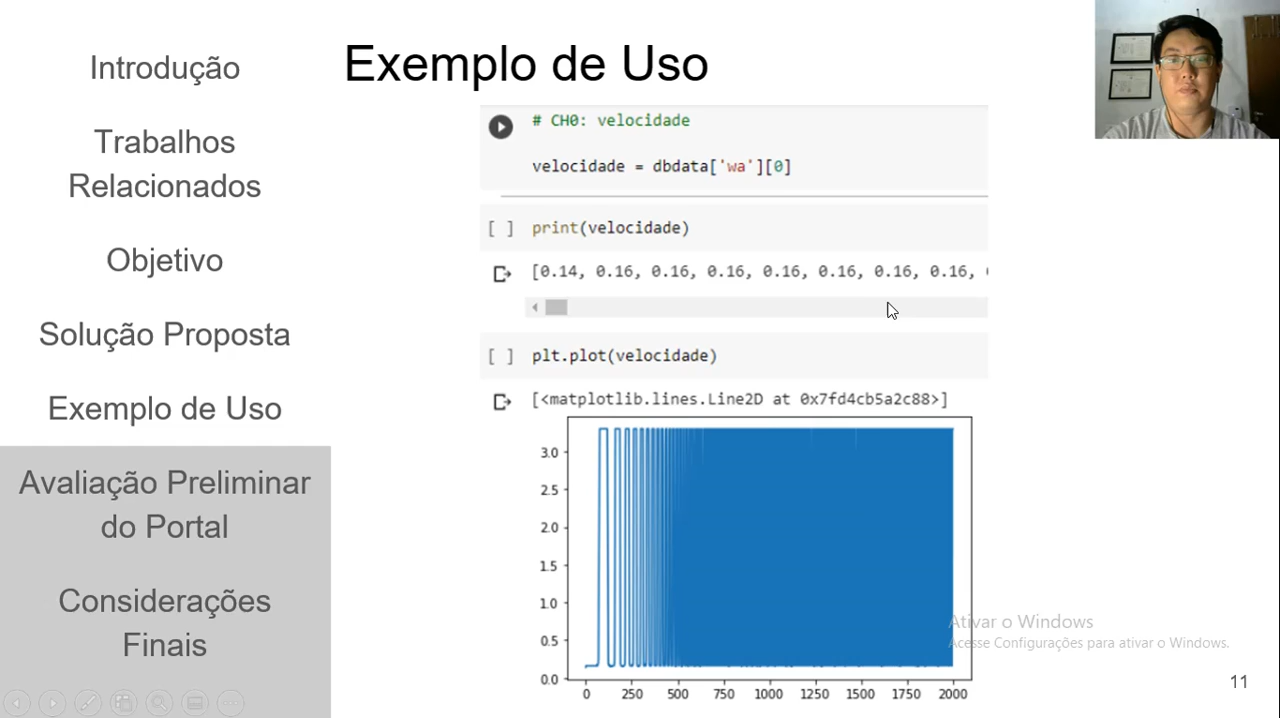 Introdução
Trabalhos
Relacionados
Objetivo
Solução Proposta
Exemplo de Uso
Avaliação Preliminar
do Portal
Considerações
Finais
Exemplo de Uso
# CH0: velocidade
velocidade = dbdata['wa'][0]
[ ] print(velocidade)
[0.14, 0.16, 0.16, 0.16, 0.16, 0.16, 0.16, 0.16,
[ ] plt.plot(velocidade)
[<matplotlib.lines.Line2D at 0x7fd4cb5a2c88>]
3.0
2.5
2.0
1.5
1.0
0.5
0.0
0 250 500 750 1000 1250 1500 1750 2000
Ativar o Windows
Acesse Configurações para ativar o Windows.
11